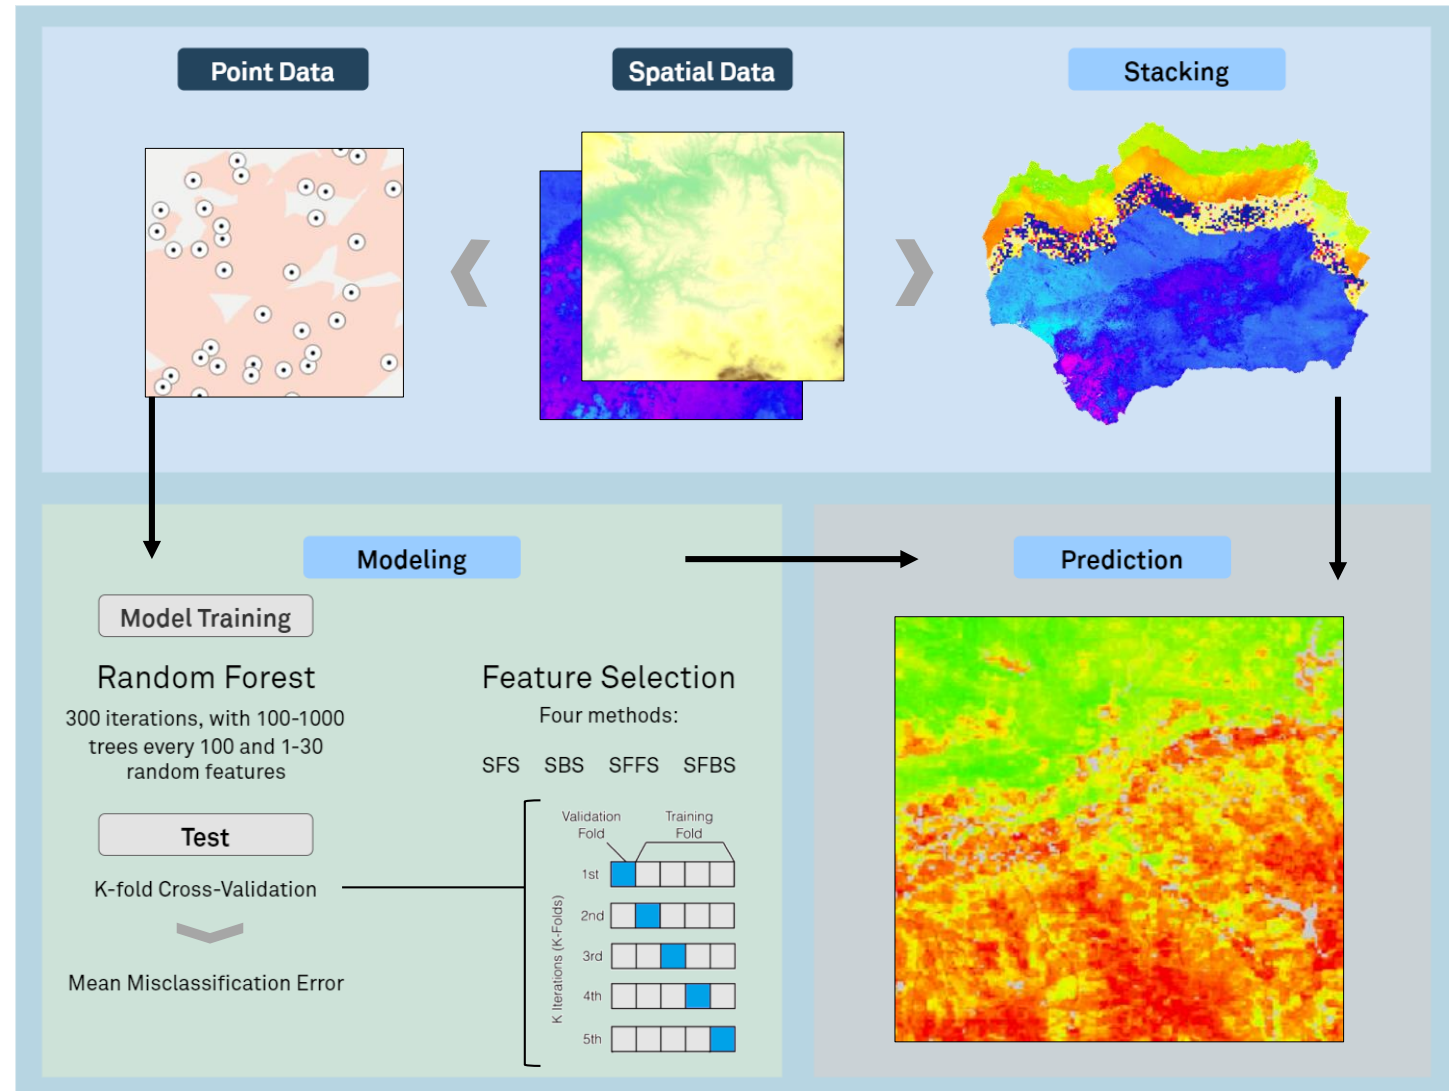 Point Data
Spatial Data
Stacking
Modeling
Prediction
Model Training
Random Forest
300 iterations, with 100-1000
trees every 100 and 1-30
random features
Test
K-fold Cross-Validation
Mean Misclassification Error
Feature Selection
Four methods:
SFS SBS SFFS SFBS
Validation
Fold
Training
Fold
K Iterations (K-Folds)
1st
2nd
3rd
4th
5th